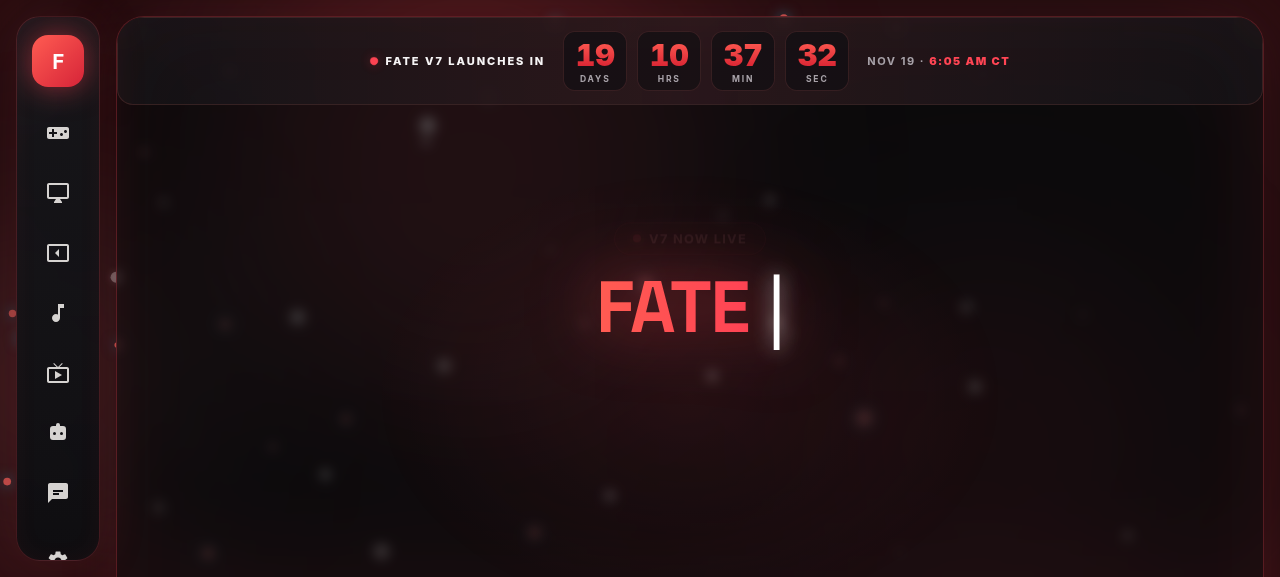 F
FATE V7 LAUNCHES IN
19 DAYS
10 HRS
37 MIN
32 SEC
NOV 19 · 6:05 AM CT
V7 NOW LIVE
FATE